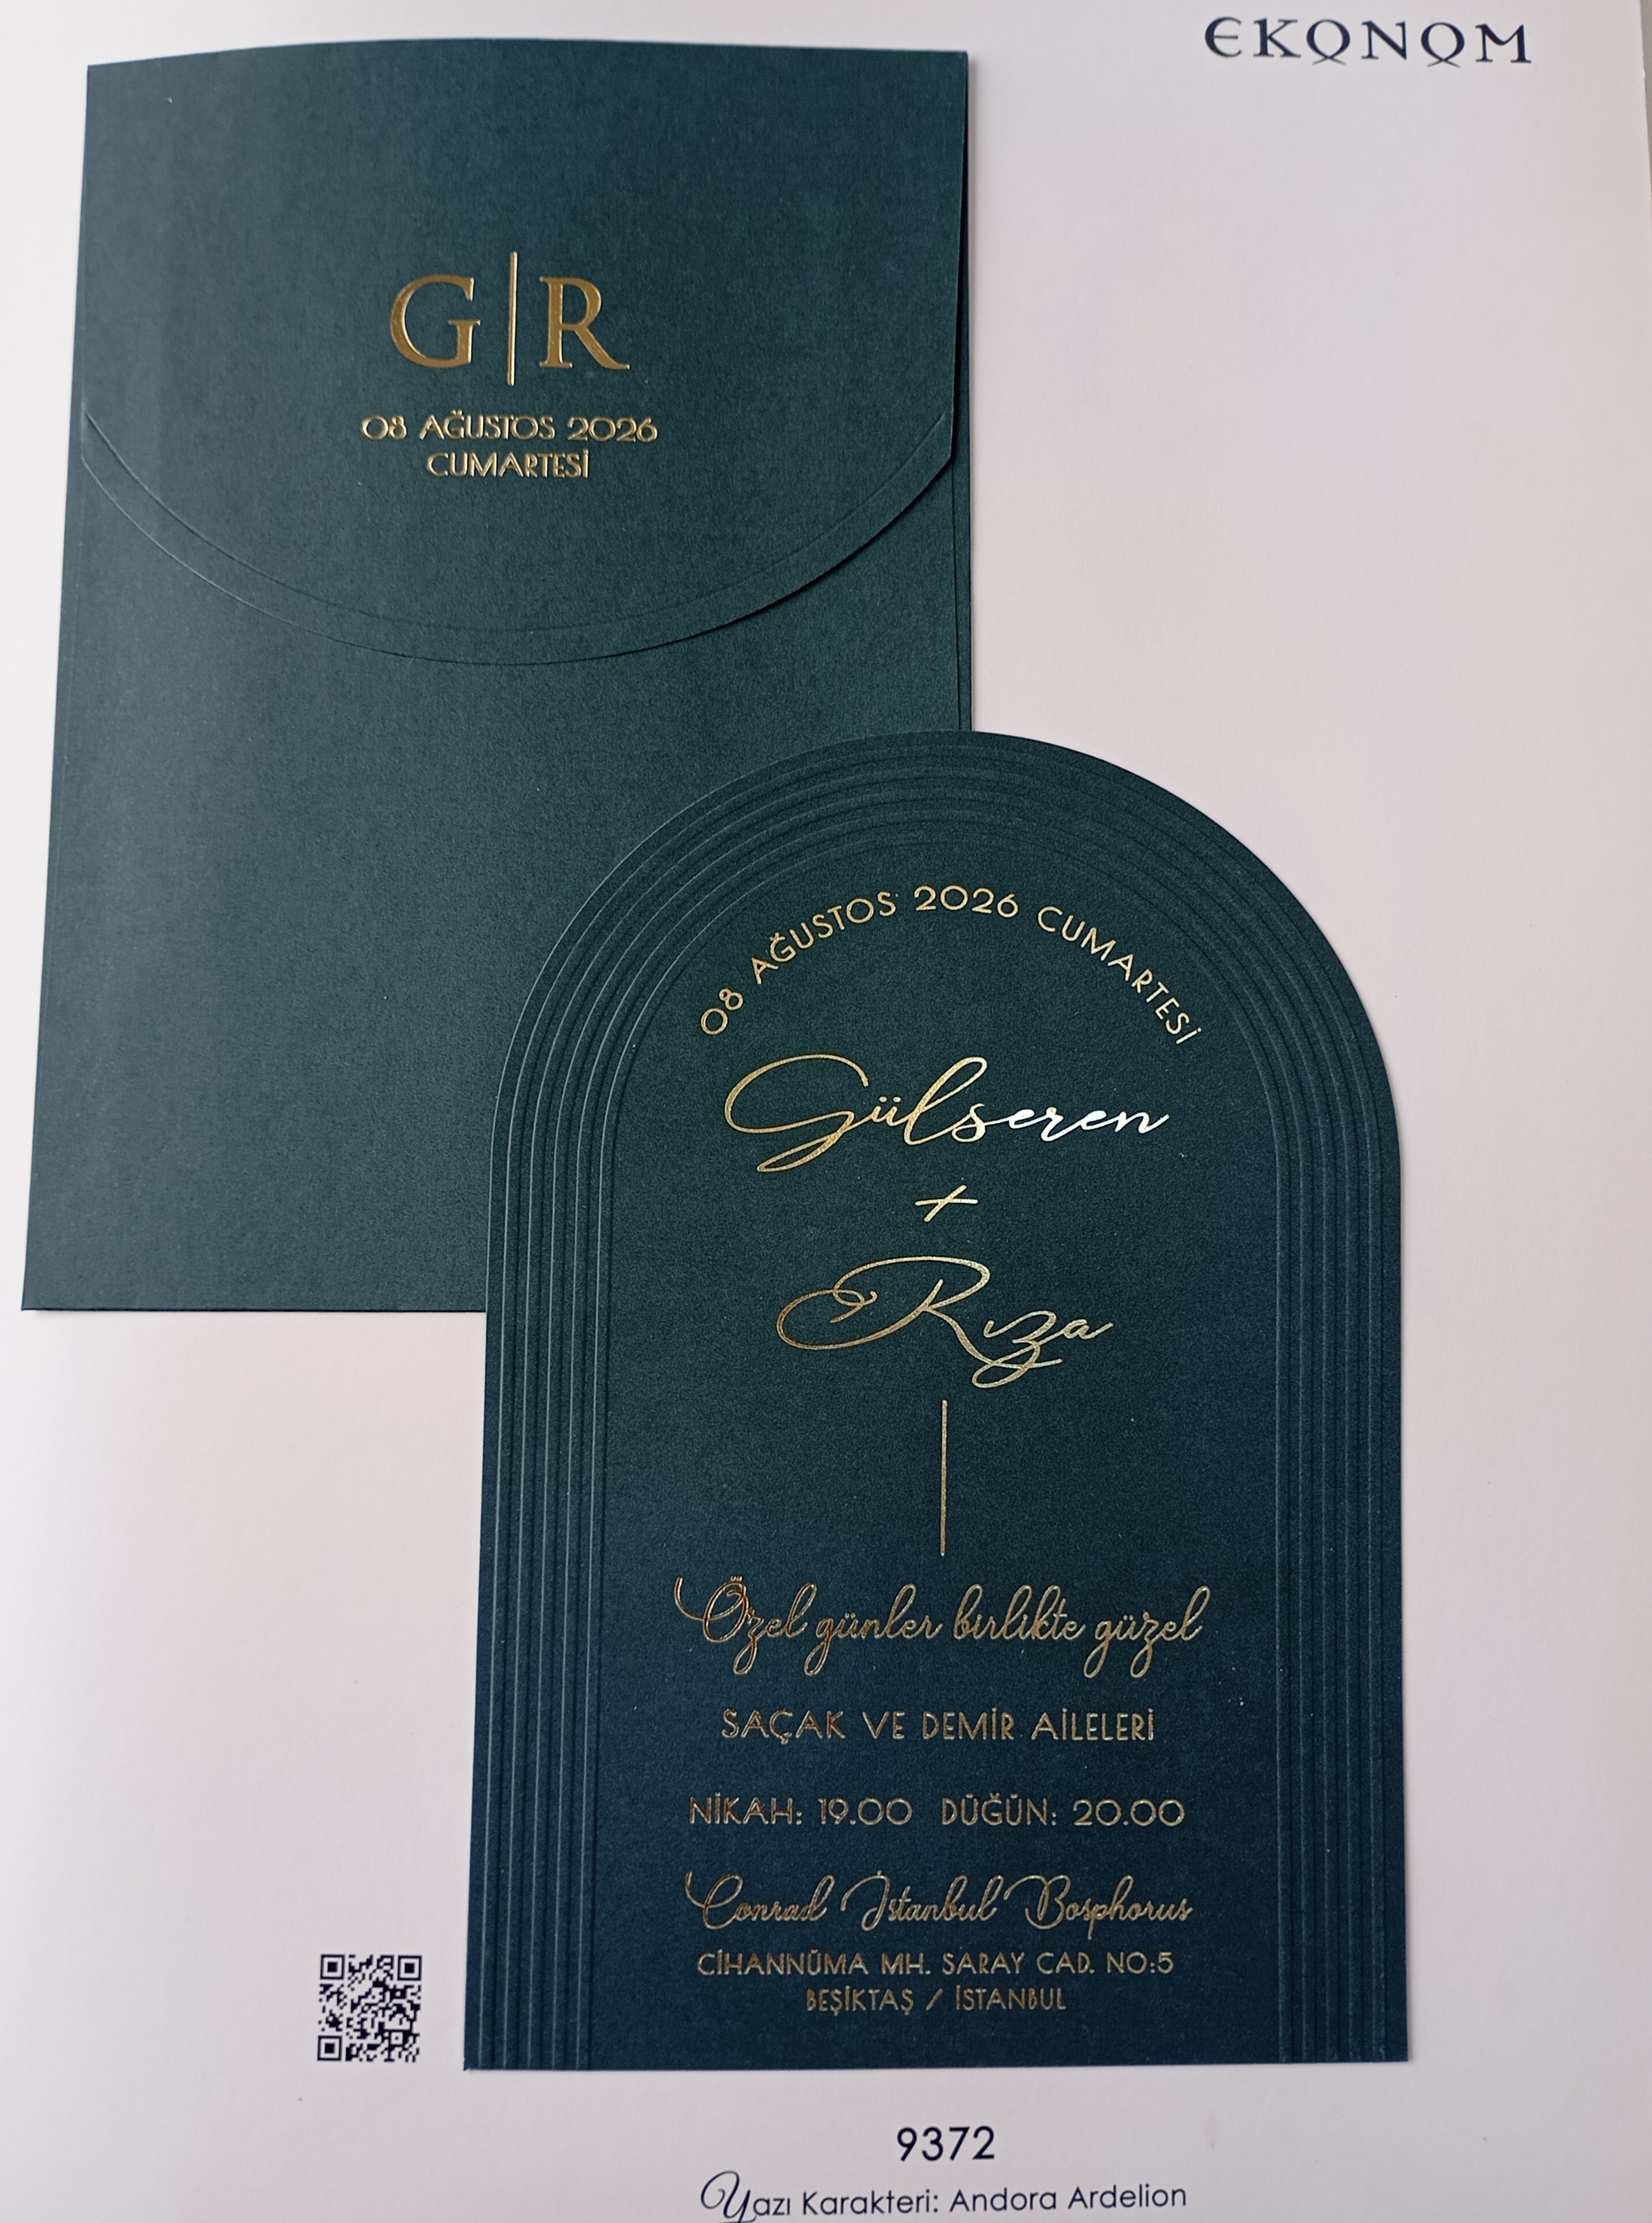 EKONOM
G|R
08 AĞUSTOS 2026
CUMARTESİ
08 AĞUSTOS 2026 CUMARTESİ
Gülseren
+
Rıza
Özel günler birlikte güzel
SAÇAK VE DEMİR AİLELERİ
NİKAH: 19.00 DÜĞÜN: 20.00
Conrad İstanbul Bosphorus
CİHANNÜMA MH. SARAY CAD. NO:5
BEŞİKTAŞ / İSTANBUL
9372
Yazı Karakteri: Andora Ardelion